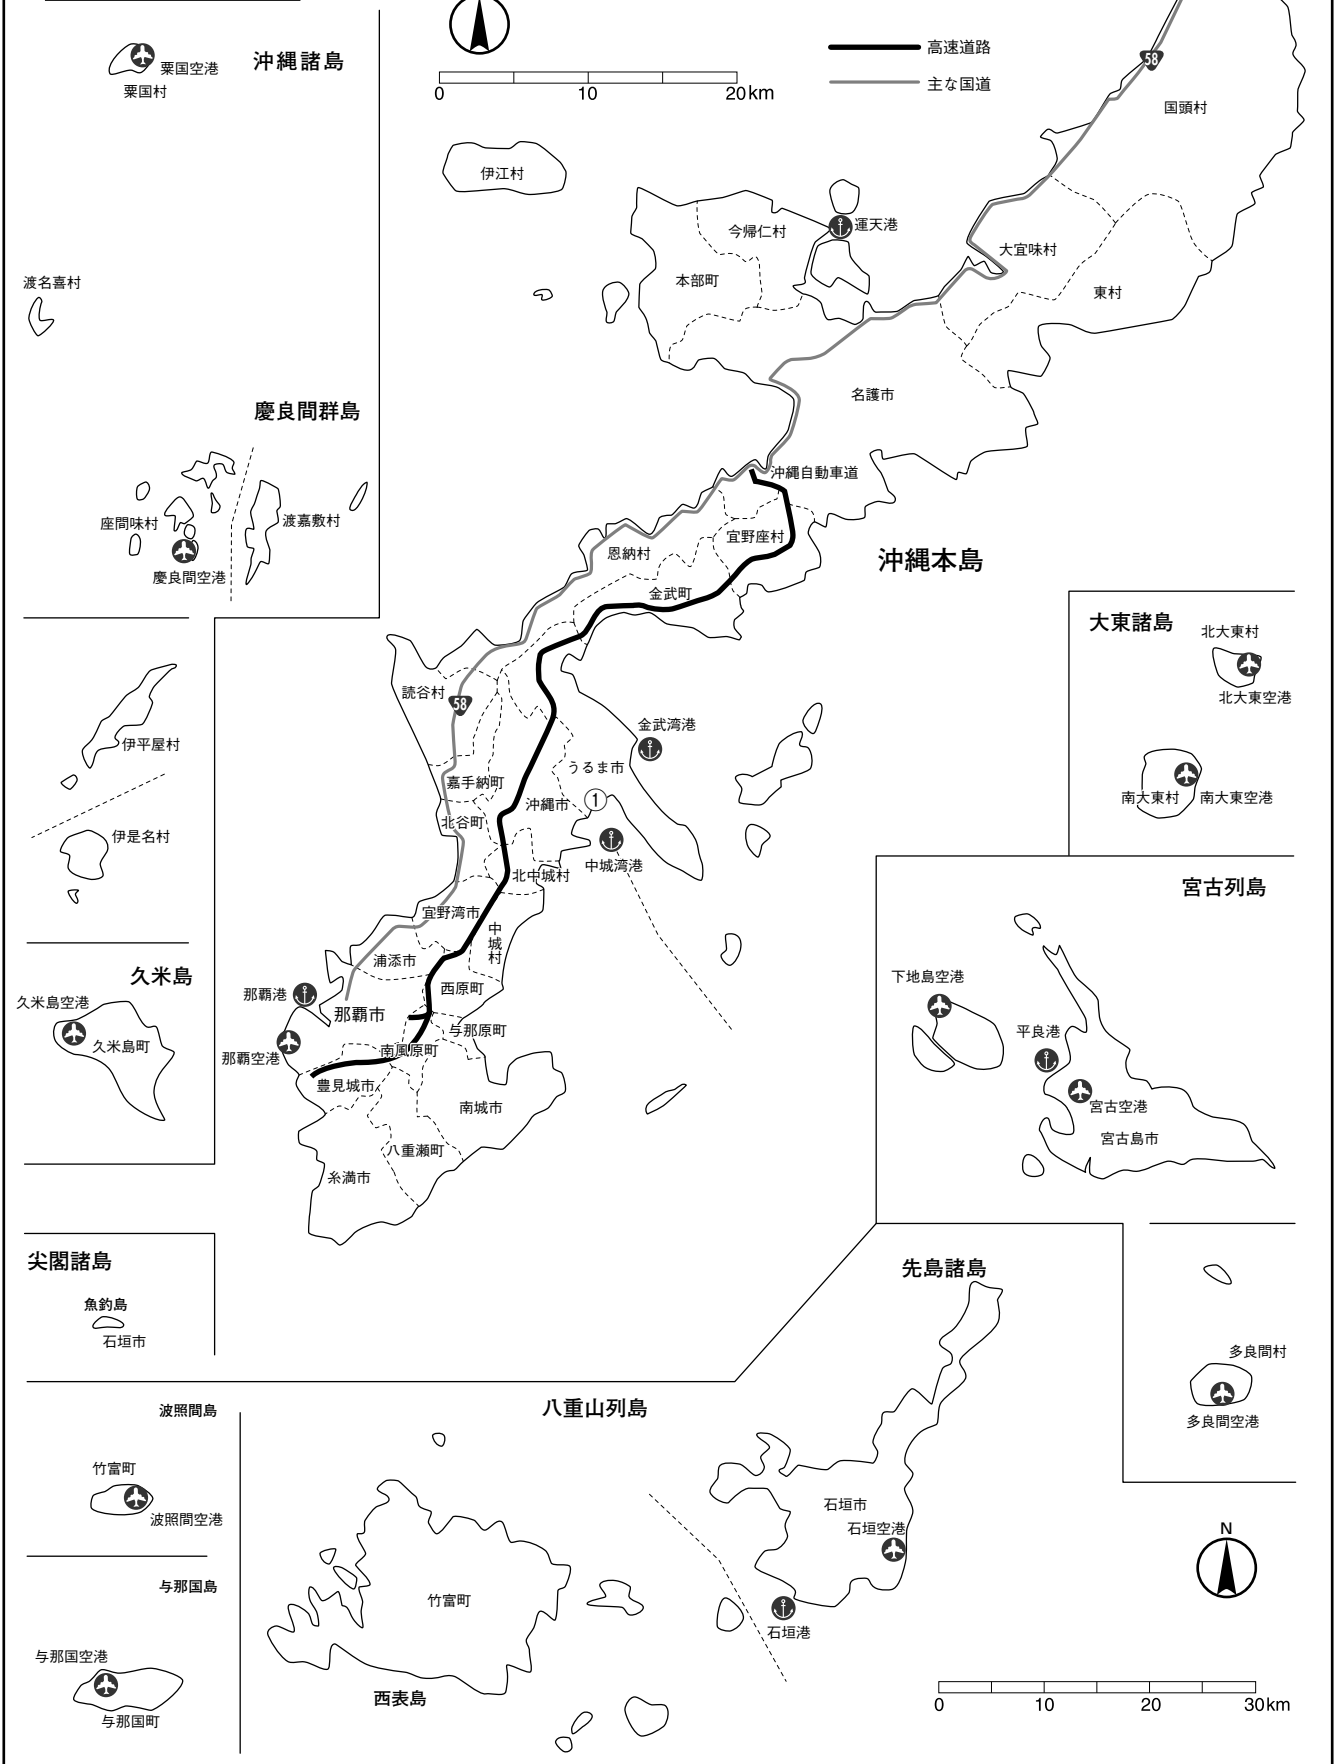 粟国空港
粟国村
沖縄諸島
0 10 20km
高速道路
主な国道
58
国頭村
伊江村
今帰仁村
運天港
本部町
大宜味村
東村
渡名喜村
名護市
慶良間群島
座間味村
渡嘉敷村
慶良間空港
沖縄自動車道
宜野座村
恩納村
金武町
沖縄本島
大東諸島
北大東村
北大東空港
南大東村
南大東空港
読谷村
58
金武湾港
うるま市
嘉手納町
沖縄市
1
北谷町
中城湾港
北中城村
宜野湾市
中城村
浦添市
西原町
那覇港
那覇市
与那原町
那覇空港
南風原町
豊見城市
南城市
八重瀬町
糸満市
伊平屋村
伊是名村
久米島
久米島空港
久米島町
宮古列島
下地島空港
平良港
宮古空港
宮古島市
尖閣諸島
魚釣島
石垣市
先島諸島
多良間村
多良間空港
八重山列島
波照間島
竹富町
波照間空港
与那国島
与那国空港
与那国町
竹富町
西表島
石垣市
石垣空港
石垣港
N
0 10 20 30km